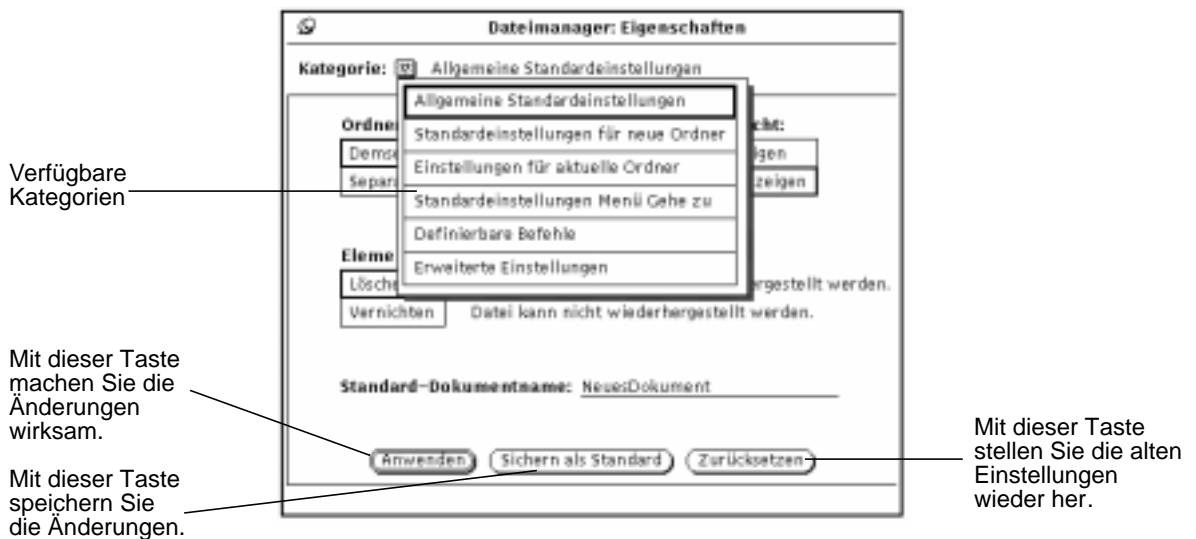 Dateimanager: Eigenschaften
Kategorie: Allgemeine Standardeinstellungen
Allgemeine Standardeinstellungen
Standardeinstellungen für neue Ordner
Einstellungen für aktuelle Ordner
Standardeinstellungen Menü Gehe zu
Definierbare Befehle
Erweiterte Einstellungen
Verfügbare
Kategorien
werden.
Vernichten Datei kann nicht wiederhergestellt werden.
Standard-Dokumentname: NeuesDokument
Mit dieser Taste
machen Sie die
Änderungen
wirksam.
Anwenden Sichern als Standard Zurücksetzen
Mit dieser Taste
speichern Sie
die Änderungen.
Mit dieser Taste
stellen Sie die alten
Einstellungen
wieder her.